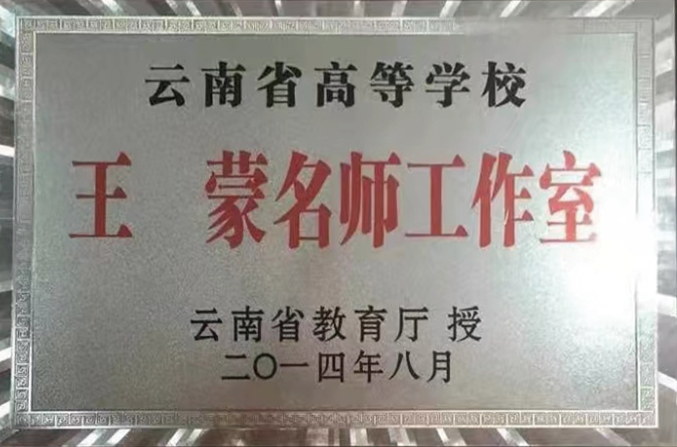 云南省高等学校
王 蒙名师工作室
云南省教育厅 授
二〇一四年八月